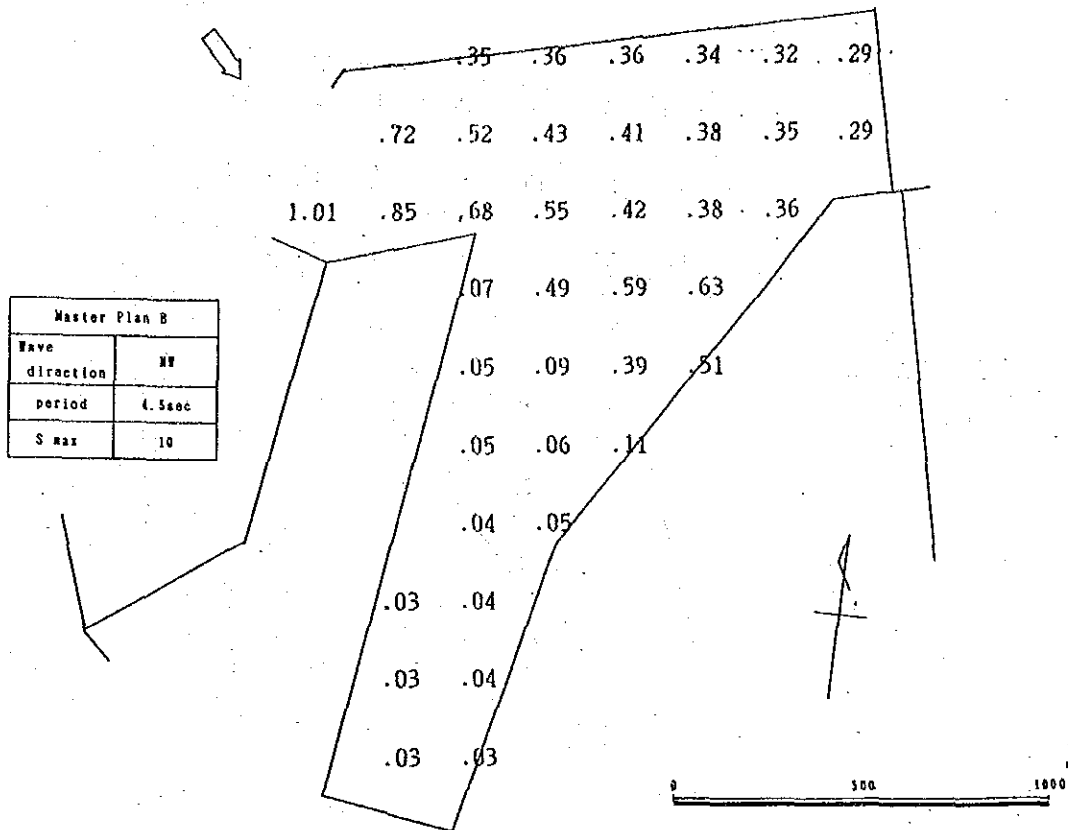 .35 .36 .36 .34 .32 .29
.72 .52 .43 .41 .38 .35 .29
1.01 .85 .68 .55 .42 .38 .36
.07 .49 .59 .63
.05 .09 .39 .51
.05 .06 .11
.04 .05
.03 .04
.03 .04
.03 .03
Master Plan B
Wave direction NW
period 4.5sec
S max 10
0 500 1000